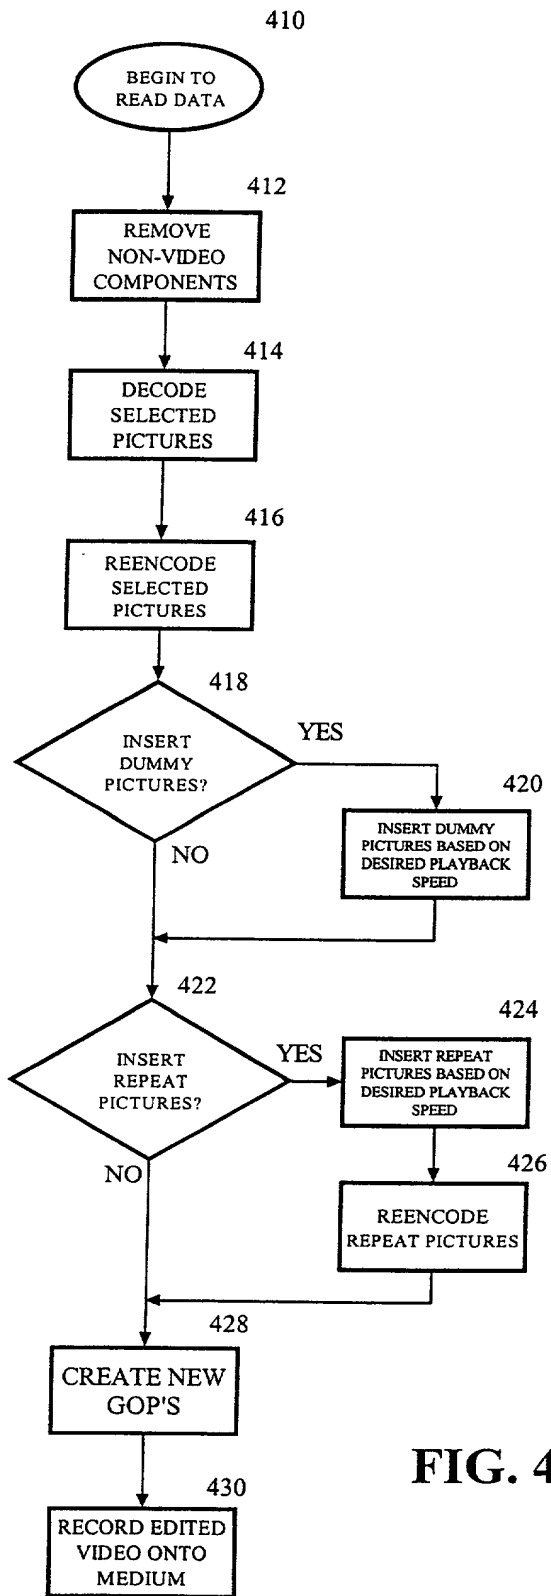 410
BEGIN TO
READ DATA
412
REMOVE
NON-VIDEO
COMPONENTS
414
DECODE
SELECTED
PICTURES
416
REENCODE
SELECTED
PICTURES
418
INSERT
DUMMY
PICTURES?
YES
NO
420
INSERT DUMMY
PICTURES BASED ON
DESIRED PLAYBACK
SPEED
422
INSERT
REPEAT
PICTURES?
YES
NO
424
INSERT REPEAT
PICTURES BASED ON
DESIRED PLAYBACK
SPEED
426
REENCODE
REPEAT PICTURES
428
CREATE NEW
GOP'S
430
RECORD EDITED
VIDEO ONTO
MEDIUM
FIG. 4